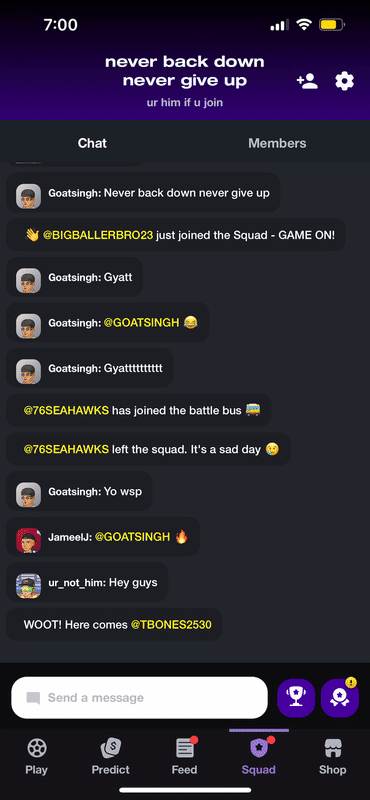 7:00
never back down
never give up
ur him if u join
Chat
Members
Goatsingh: Never back down never give up
👋 @BIGBALLERBRO23 just joined the Squad - GAME ON!
Goatsingh: Gyatt
Goatsingh: @GOATSINGH 😂
Goatsingh: Gyattttttttttt
@76SEAHAWKS has joined the battle bus 🚎
@76SEAHAWKS left the squad. It's a sad day 😢
Goatsingh: Yo wsp
JameelJ: @GOATSINGH 🔥
ur_not_him: Hey guys
WOOT! Here comes @TBONES2530
Send a message
Play
Predict
Feed
Squad
Shop